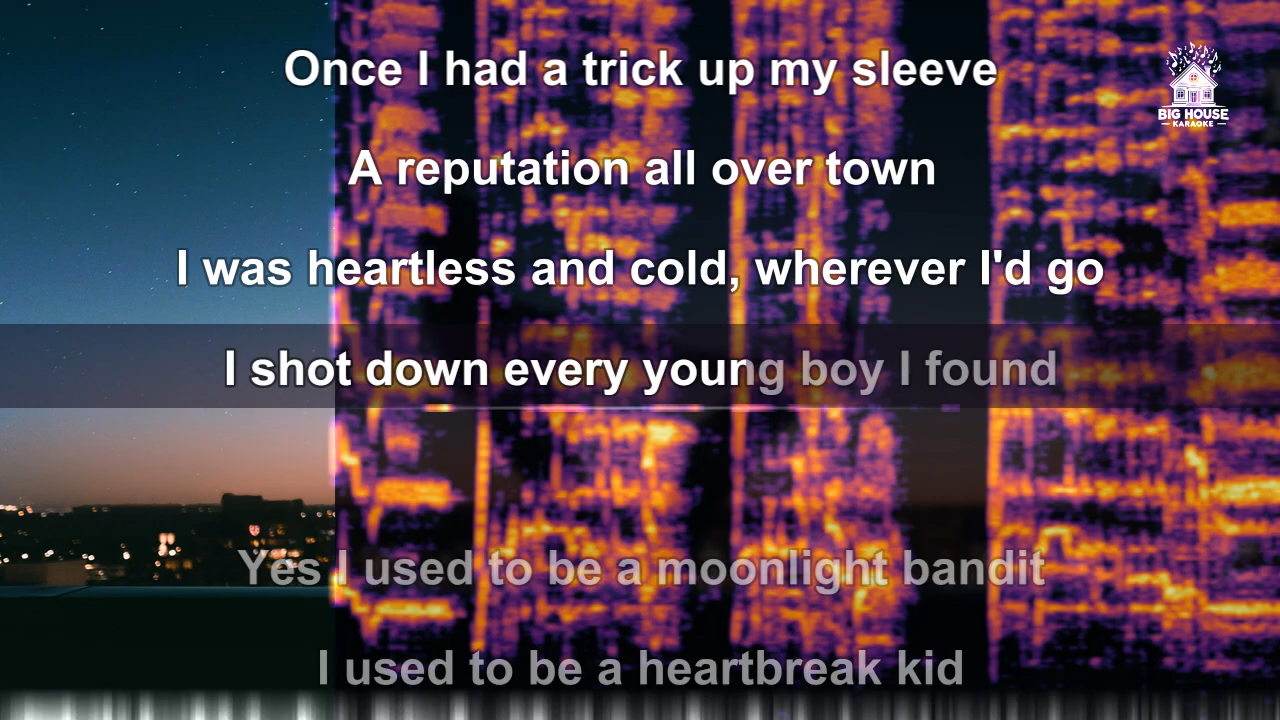 Once I had a trick up my sleeve
A reputation all over town
I was heartless and cold, wherever I'd go
I shot down every young boy I found
Yes I used to be a moonlight bandit
I used to be a heartbreak kid
BIG HOUSE
KARAOKE